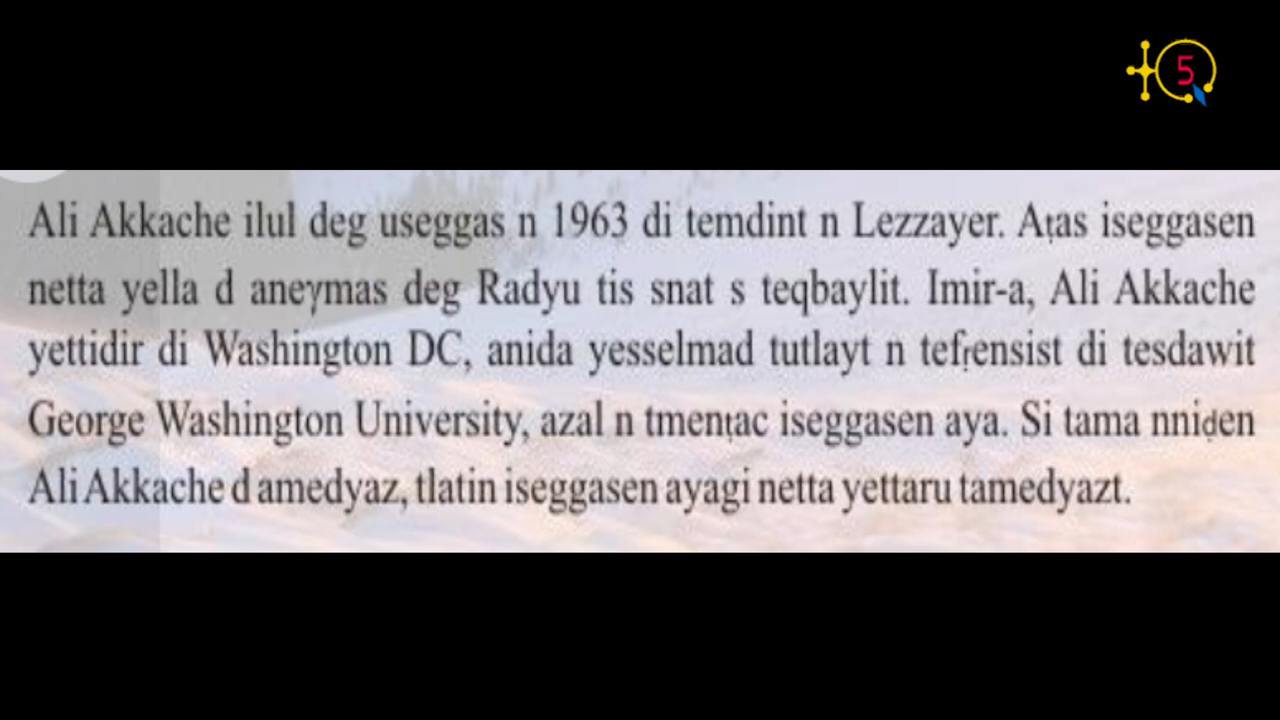 5
Ali Akkache ilul deg useggas n 1963 di temdint n Lezzayer. Aṭas iseggasen
netta yella d aneɣmas deg Radyu tis snat s teqbaylit. Imir-a, Ali Akkache
yettidir di Washington DC, anida yesselmad tutlayt n tefṛensist di tesdawit
George Washington University, azal n tmenṭac iseggasen aya. Si tama nniḍen
Ali Akkache d amedyaz, tlatin iseggasen ayagi netta yettaru tamedyazt.